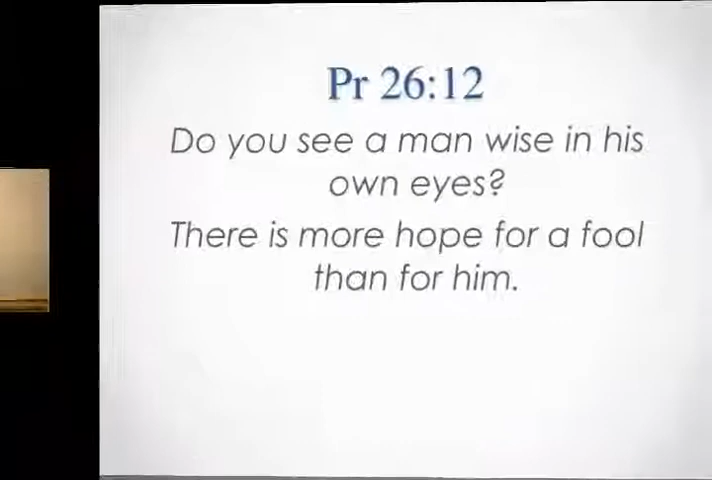 Pr 26:12
Do you see a man wise in his
own eyes?
There is more hope for a fool
than for him.